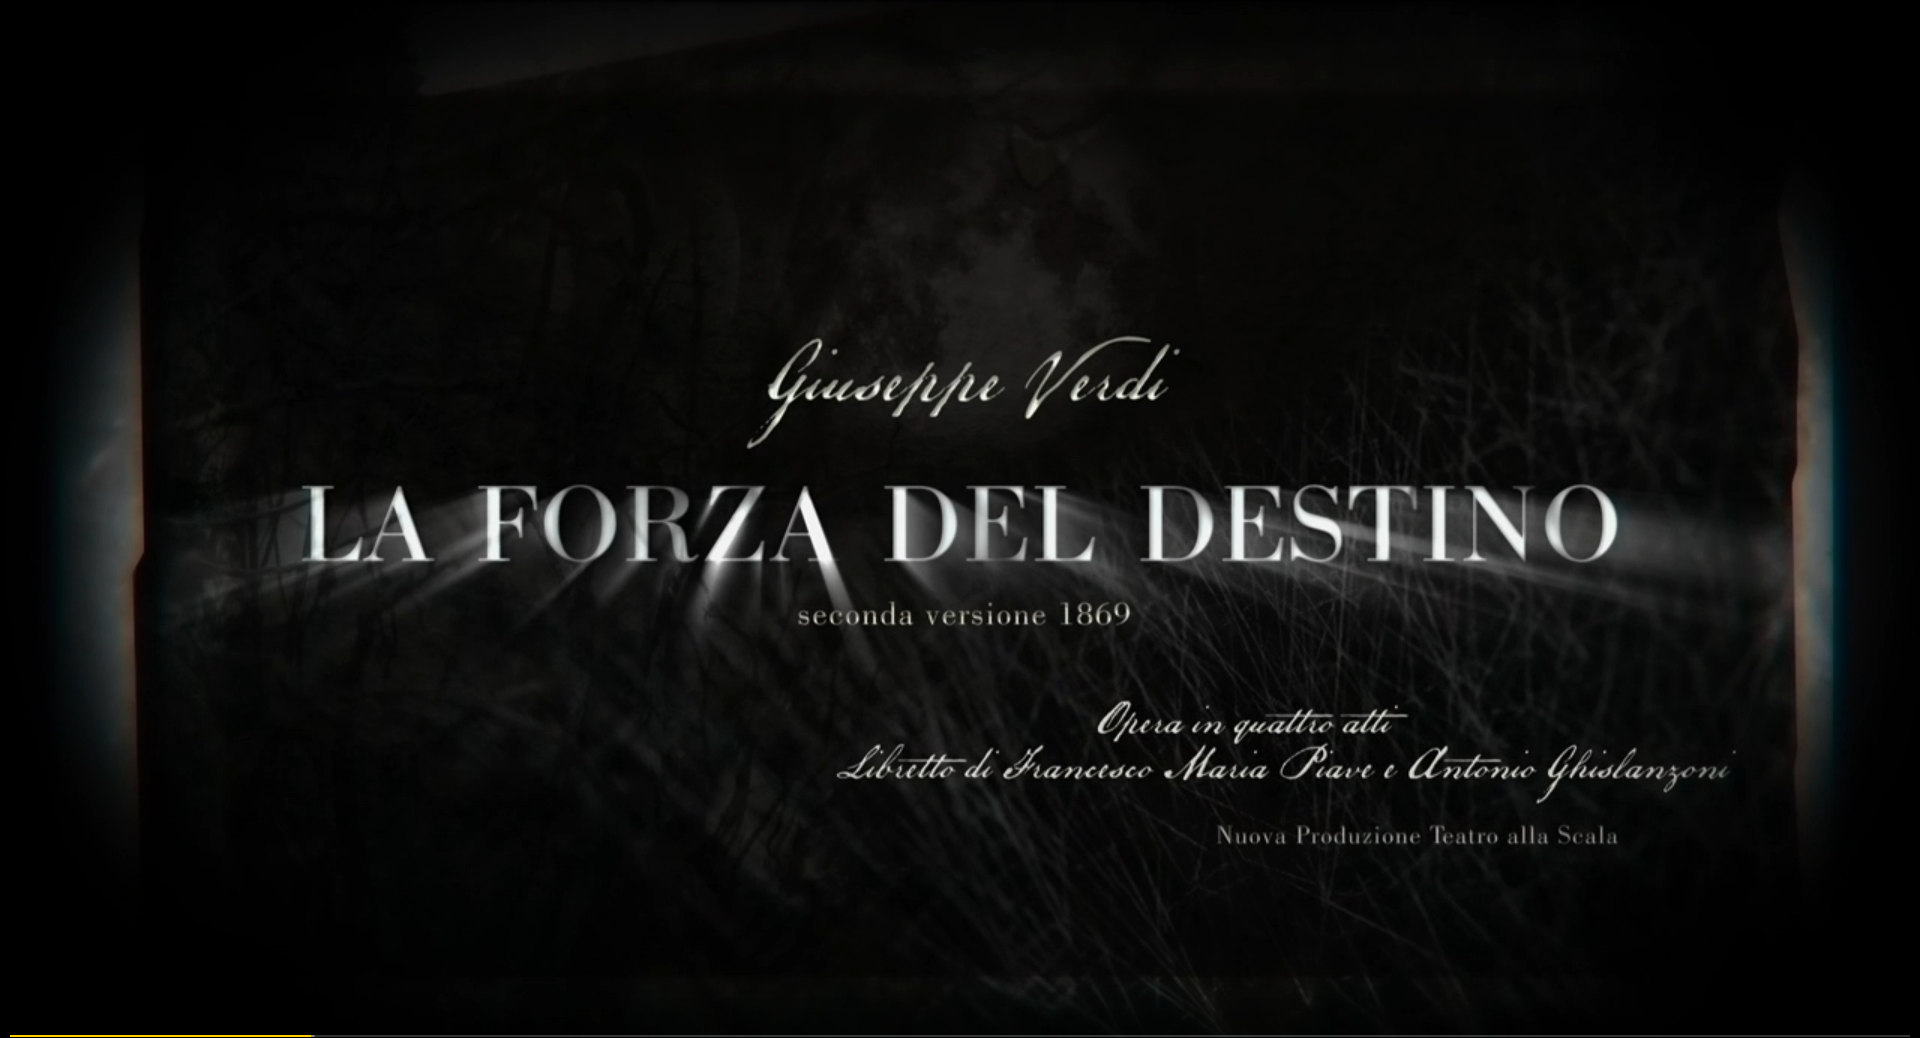 Giuseppe Verdi
LA FORZA DEL DESTINO
seconda versione 1869
Opera in quattro atti
Libretto di Francesco Maria Piave e Antonio Ghislanzoni
Nuova Produzione Teatro alla Scala